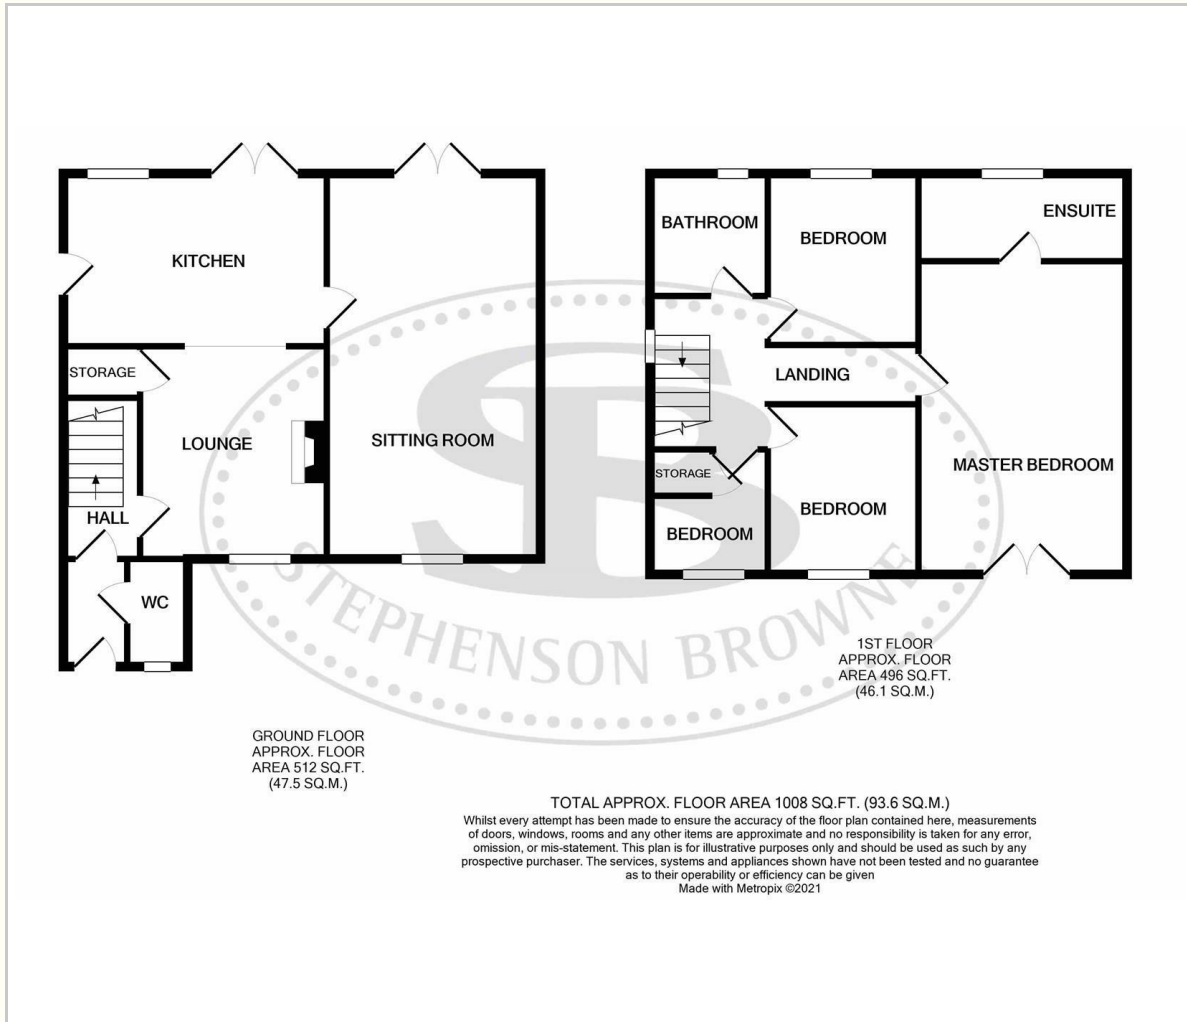 KITCHEN
STORAGE
LOUNGE
SITTING ROOM
HALL
WC
GROUND FLOOR
APPROX. FLOOR
AREA 512 SQ.FT.
(47.5 SQ.M.)
BATHROOM
BEDROOM
ENSUITE
LANDING
MASTER BEDROOM
STORAGE
BEDROOM
BEDROOM
1ST FLOOR
APPROX. FLOOR
AREA 496 SQ.FT.
(46.1 SQ.M.)
SB
STEPHENSON BROWNE
TOTAL APPROX. FLOOR AREA 1008 SQ.FT. (93.6 SQ.M.)
Whilst every attempt has been made to ensure the accuracy of the floor plan contained here, measurements
of doors, windows, rooms and any other items are approximate and no responsibility is taken for any error,
omission, or mis-statement. This plan is for illustrative purposes only and should be used as such by any
prospective purchaser. The services, systems and appliances shown have not been tested and no guarantee
as to their operability or efficiency can be given
Made with Metropix ©2021